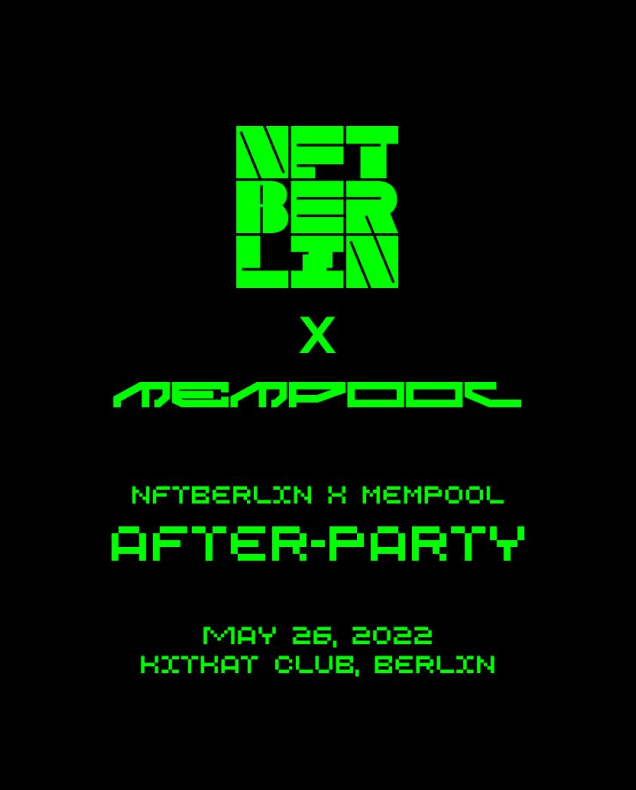 NFT
BER
LIN
X
MEMPOOL
NFTBERLIN X MEMPOOL
AFTER-PARTY
MAY 26, 2022
KITKAT CLUB, BERLIN